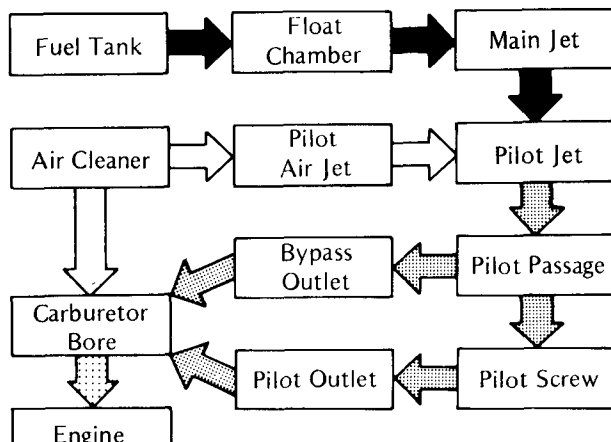 Fuel Tank
Float
Chamber
Main Jet
Air Cleaner
Pilot
Air Jet
Pilot Jet
Bypass
Outlet
Pilot Passage
Carburetor
Bore
Pilot Outlet
Pilot Screw
Engine